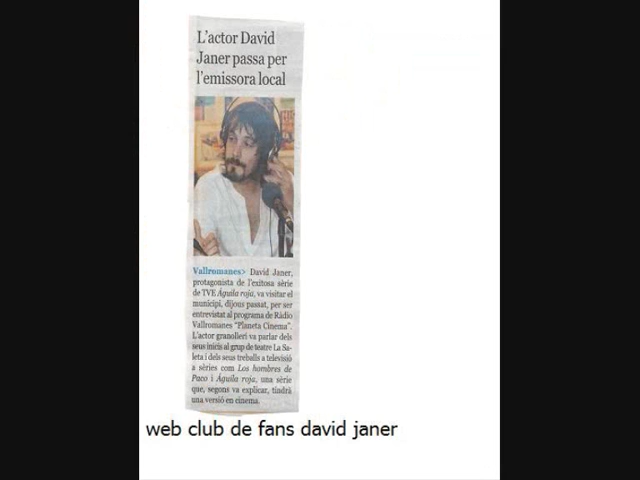 L'actor David
Janer passa per
l'emissora local
Vallromanes> David Janer,
protagonista de l'exitosa sèrie
de TVE Águila roja, va visitar el
municipi, dijous passat, per ser
entrevistat al programa de Ràdio
Vallromanes "Planeta Cinema".
L'actor granollerí va parlar dels
seus inicis al grup de teatre La Sa-
leta i dels seus treballs a televisió
a sèries com Los hombres de
Paco i Águila roja, una sèrie
que, segons va explicar, tindrà
una versió en cinema.
web club de fans david janer